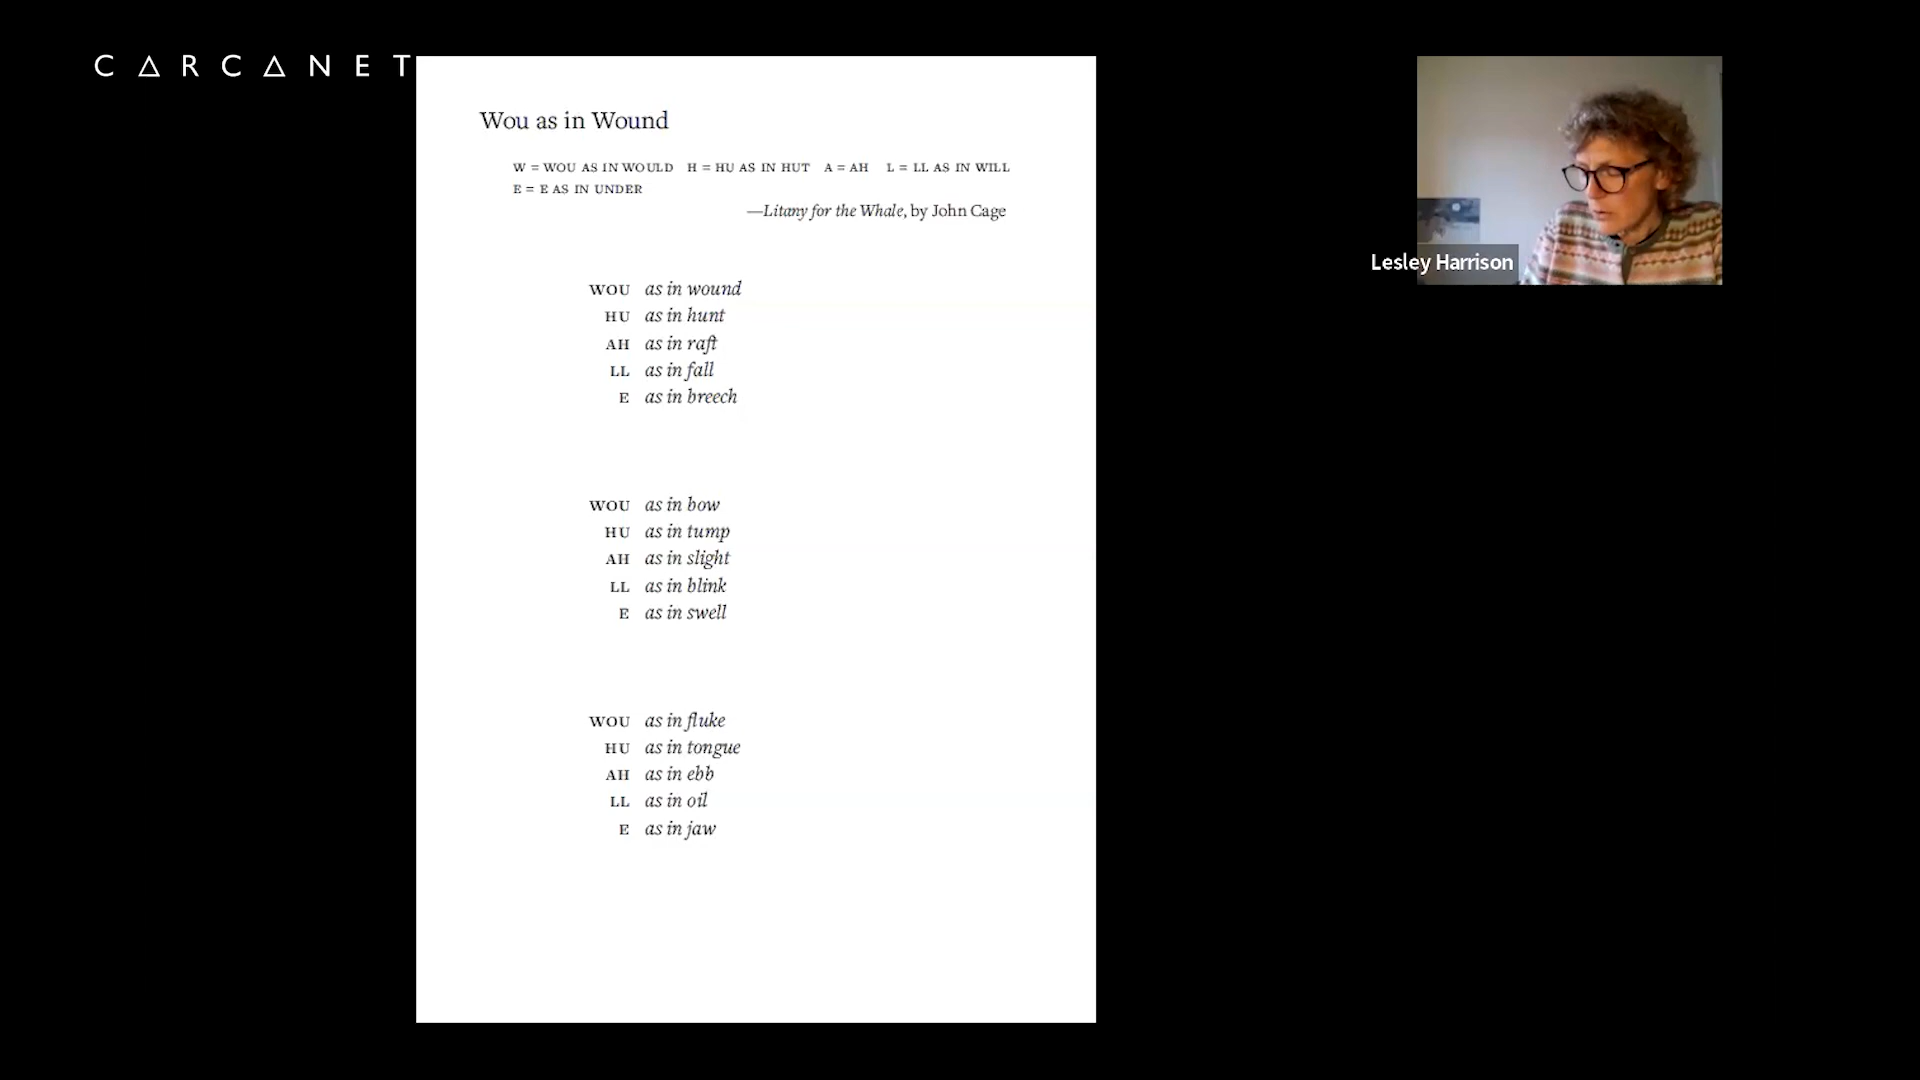 CARCANET
Wou as in Wound
W = WOU AS IN WOULD H = HU AS IN HUT A = AH L = LL AS IN WILL
E = E AS IN UNDER
—Litany for the Whale, by John Cage
WOU as in wound
HU as in hunt
AH as in raft
LL as in fall
E as in breech
WOU as in bow
HU as in tump
AH as in slight
LL as in blink
E as in swell
WOU as in fluke
HU as in tongue
AH as in ebb
LL as in oil
E as in jaw
Lesley Harrison